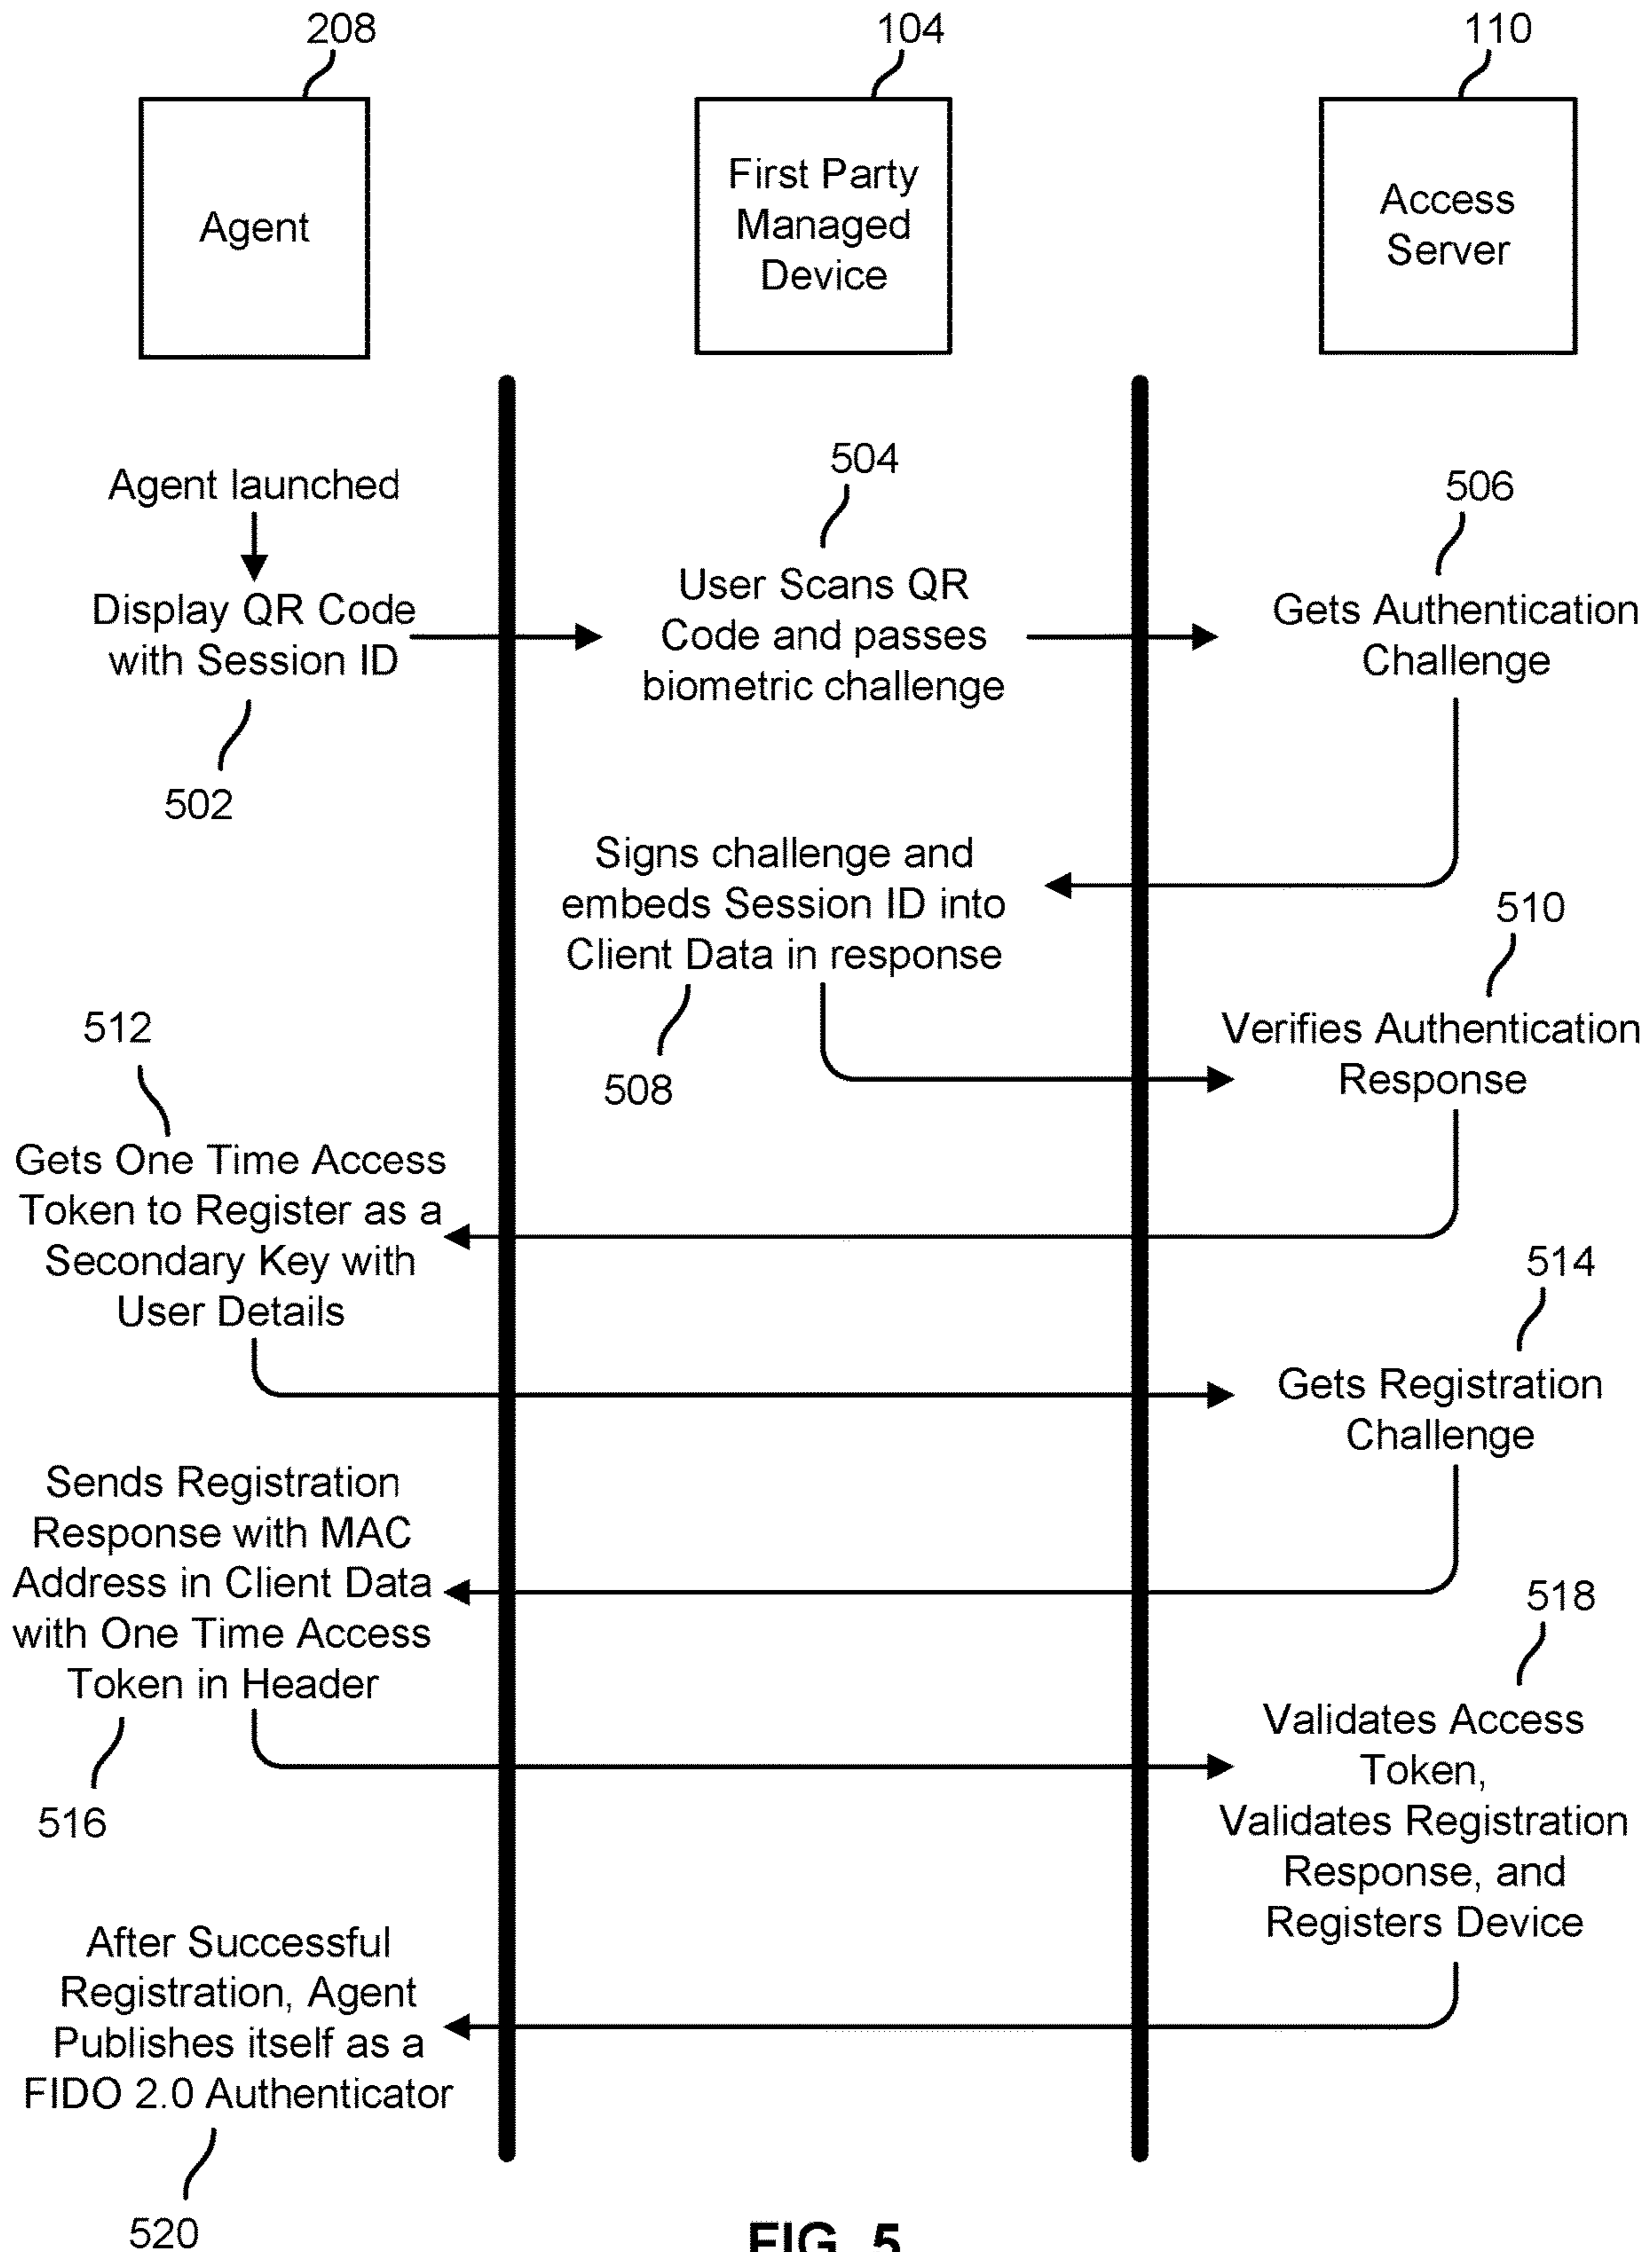 208
104
110
Agent
First Party
Managed
Device
Access
Server
Agent launched
Display QR Code
with Session ID
502
504
User Scans QR
Code and passes
biometric challenge
506
Gets Authentication
Challenge
Signs challenge and
embeds Session ID into
Client Data in response
508
510
Verifies Authentication
Response
512
Gets One Time Access
Token to Register as a
Secondary Key with
User Details
514
Gets Registration
Challenge
Sends Registration
Response with MAC
Address in Client Data
with One Time Access
Token in Header
516
518
Validates Access
Token,
Validates Registration
Response, and
Registers Device
After Successful
Registration, Agent
Publishes itself as a
FIDO 2.0 Authenticator
520
FIG. 5